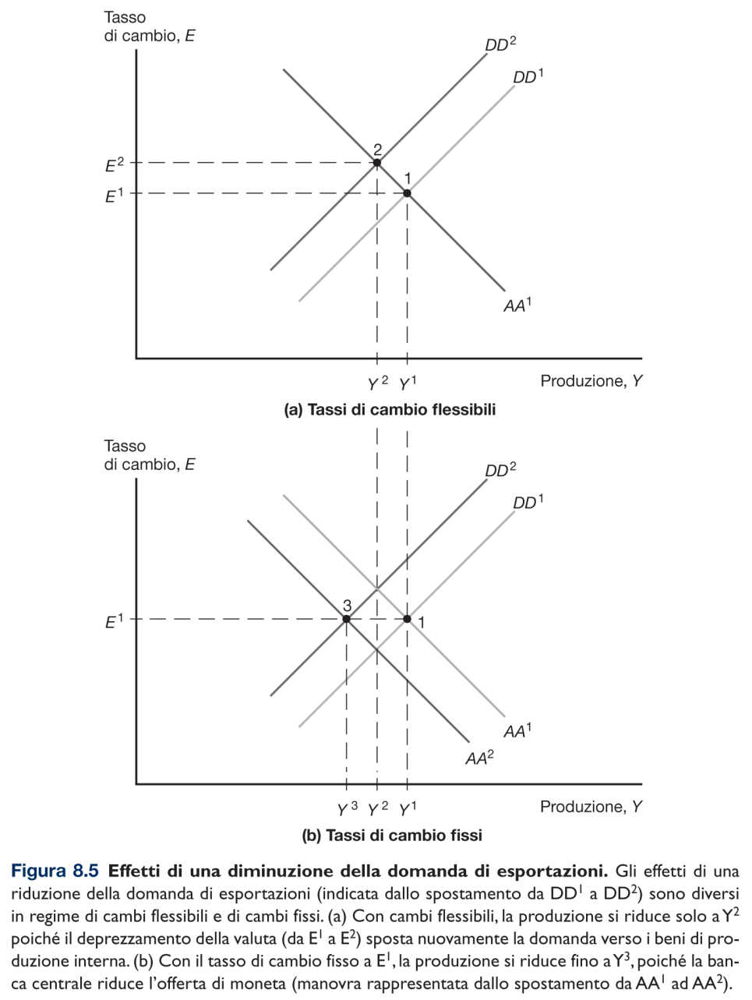 Tasso
di cambio, E
DD²
DD¹
2
1
E²
E¹
AA¹
Y² Y¹
Produzione, Y
(a) Tassi di cambio flessibili
Tasso
di cambio, E
DD²
DD¹
3
E¹
1
AA¹
AA²
Y³ Y² Y¹
Produzione, Y
(b) Tassi di cambio fissi
Figura 8.5 Effetti di una diminuzione della domanda di esportazioni. Gli effetti di una
riduzione della domanda di esportazioni (indicata dallo spostamento da DD¹ a DD²) sono diversi
in regime di cambi flessibili e di cambi fissi. (a) Con cambi flessibili, la produzione si riduce solo a Y²
poiché il deprezzamento della valuta (da E¹ a E²) sposta nuovamente la domanda verso i beni di pro-
duzione interna. (b) Con il tasso di cambio fisso a E¹, la produzione si riduce fino a Y³, poiché la ban-
ca centrale riduce l'offerta di moneta (manovra rappresentata dallo spostamento da AA¹ ad AA²).